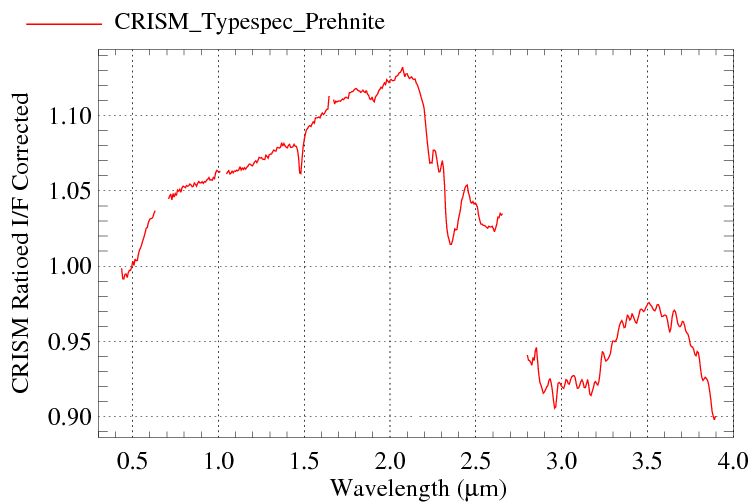 CRISM_Typespec_Prehnite
CRISM Ratioed I/F Corrected
1.10
1.05
1.00
0.95
0.90
0.5 1.0 1.5 2.0 2.5 3.0 3.5 4.0
Wavelength (μm)